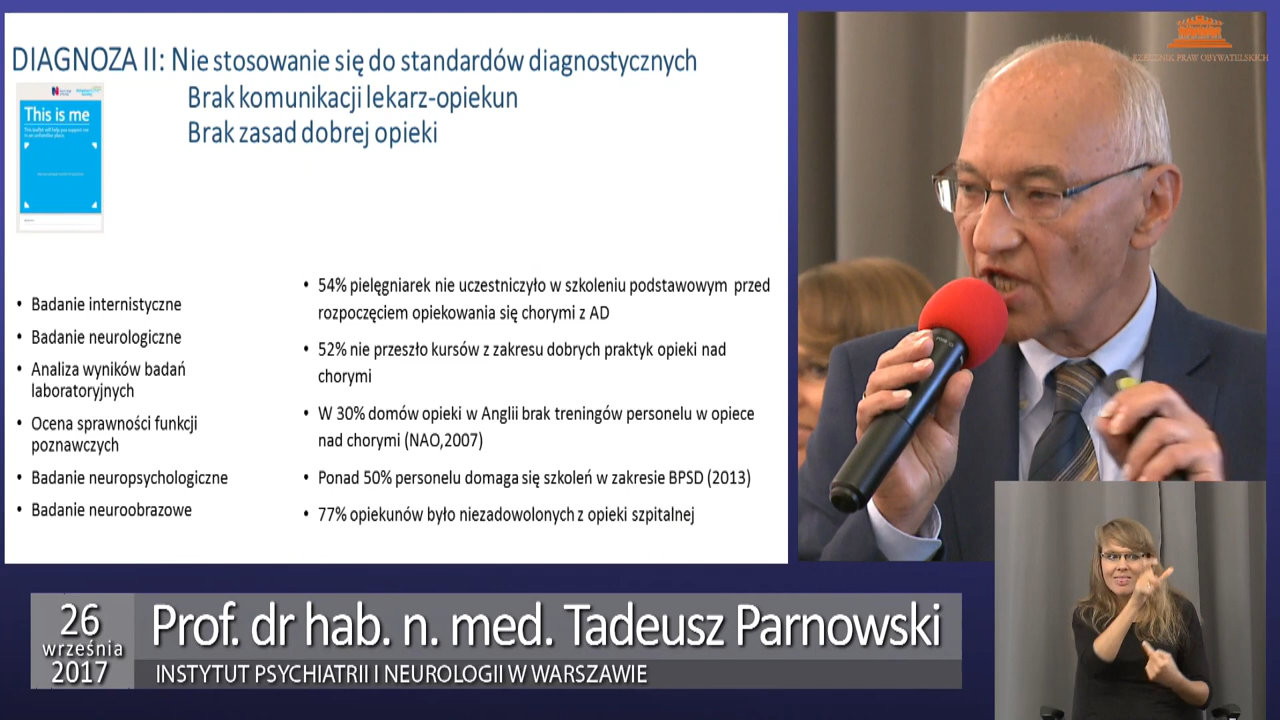 DIAGNOZA II: Nie stosowanie się do standardów diagnostycznych
Brak komunikacji lekarz-opiekun
Brak zasad dobrej opieki
This is me
• Badanie internistyczne
• Badanie neurologiczne
• Analiza wyników badań
laboratoryjnych
• Ocena sprawności funkcji
poznawczych
• Badanie neuropsychologiczne
• Badanie neuroobrazowe
• 54% pielęgniarek nie uczestniczyło w szkoleniu podstawowym przed
rozpoczęciem opiekowania się chorymi z AD
• 52% nie przeszło kursów z zakresu dobrych praktyk opieki nad
chorymi
• W 30% domów opieki w Anglii brak treningów personelu w opiece
nad chorymi (NAO,2007)
• Ponad 50% personelu domaga się szkoleń w zakresie BPSD (2013)
• 77% opiekunów było niezadowolonych z opieki szpitalnej
RZECZNIK PRAW OBYWATELSKICH
26
września
2017
Prof. dr hab. n. med. Tadeusz Parnowski
INSTYTUT PSYCHIATRII I NEUROLOGII W WARSZAWIE